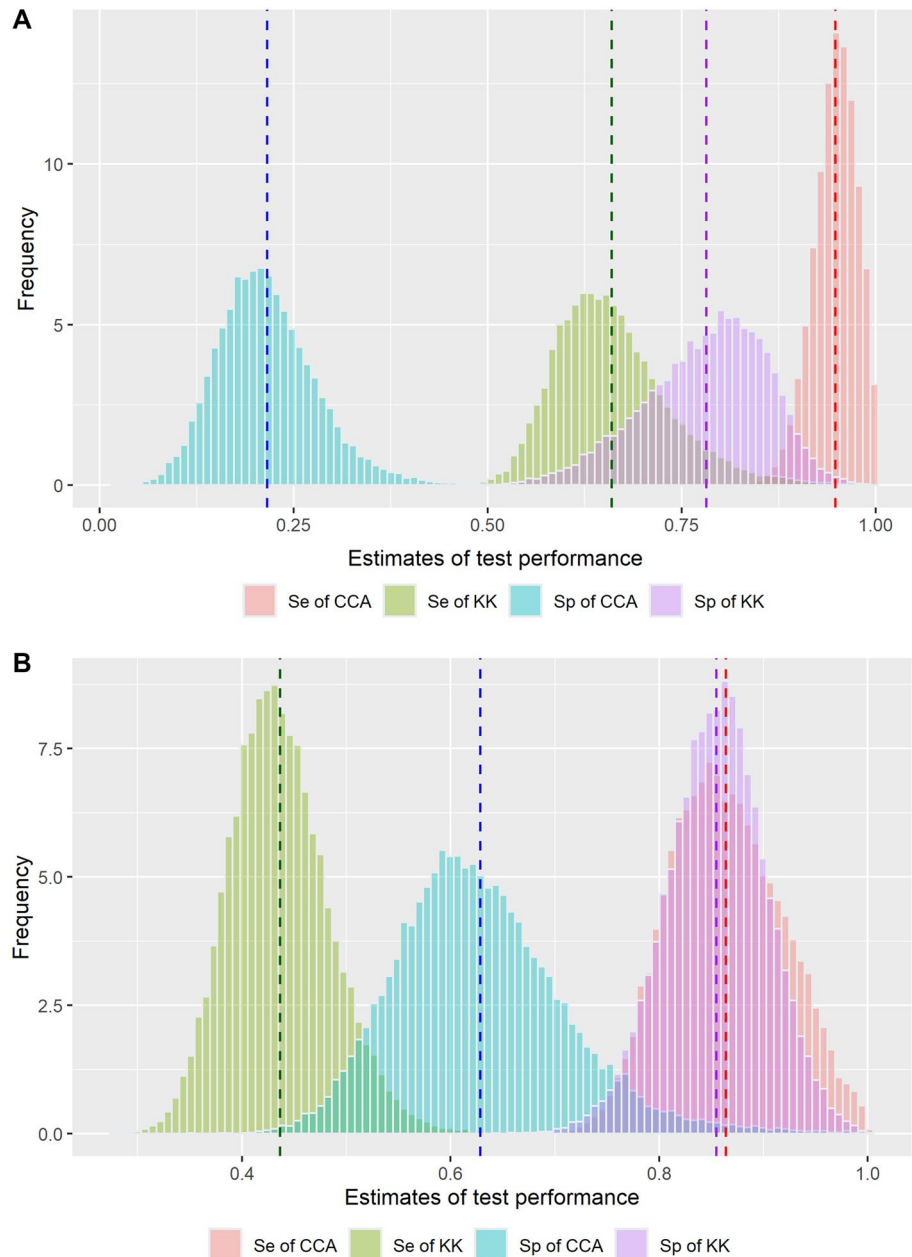 A
Frequency
10
5
0
0.00 0.25 0.50 0.75 1.00
Estimates of test performance
Se of CCA Se of KK Sp of CCA Sp of KK
B
Frequency
7.5
5.0
2.5
0.0
0.4 0.6 0.8 1.0
Estimates of test performance
Se of CCA Se of KK Sp of CCA Sp of KK